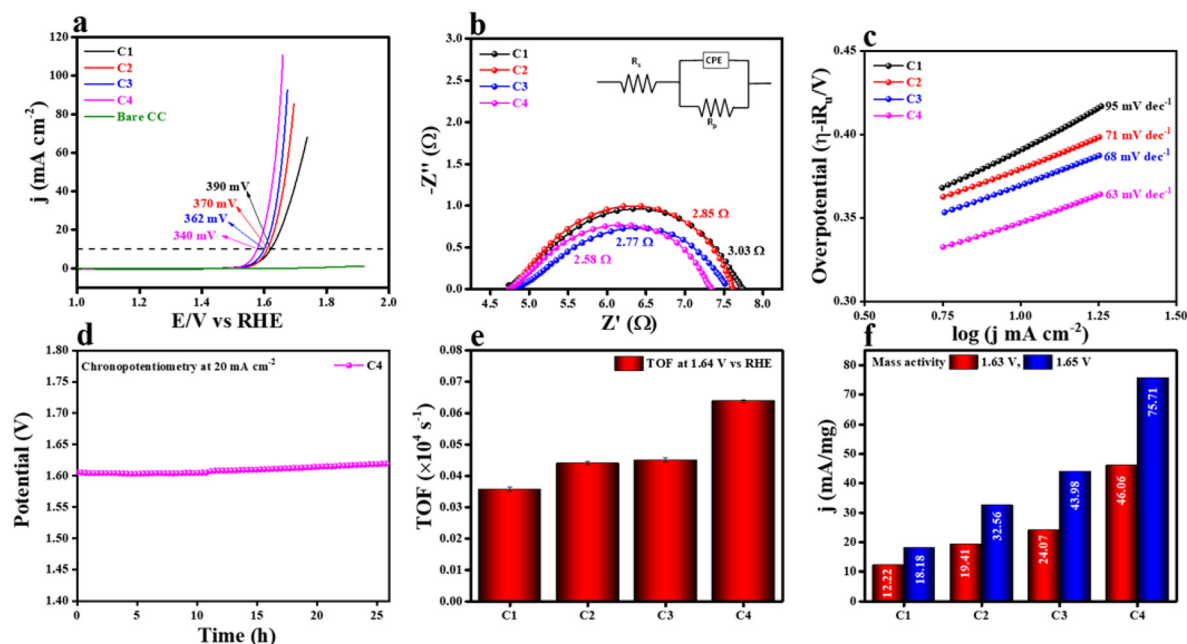 a
120
100
80
60
40
20
0
j (mA cm-2)
C1
C2
C3
C4
Bare CC
390 mV
370 mV
362 mV
340 mV
1.0
1.2
1.4
1.6
1.8
2.0
E/V vs RHE
b
3.0
2.5
2.0
1.5
1.0
0.5
0.0
-Z'' (Ω)
C1
C2
C3
C4
Rs
CPE
Rp
2.85 Ω
2.77 Ω
2.58 Ω
3.03 Ω
4.5
5.0
5.5
6.0
6.5
7.0
7.5
8.0
Z' (Ω)
c
0.45
0.40
0.35
0.30
Overpotential (η-iRu/V)
C1
C2
C3
C4
95 mV dec-1
71 mV dec-1
68 mV dec-1
63 mV dec-1
0.50
0.75
1.00
1.25
1.50
log (j mA cm-2)
d
1.80
1.75
1.70
1.65
1.60
1.55
1.50
1.45
1.40
Potential (V)
Chronopotentiometry at 20 mA cm-2
C4
0
5
10
15
20
25
Time (h)
e
0.08
0.07
0.06
0.05
0.04
0.03
0.02
0.01
0.00
TOF (×10⁴ s-1)
TOF at 1.64 V vs RHE
C1
C2
C3
C4
f
80
70
60
50
40
30
20
10
0
j (mA/mg)
Mass activity 1.63 V, 1.65 V
12.22
18.18
19.41
32.56
24.07
43.98
46.06
75.71
C1
C2
C3
C4